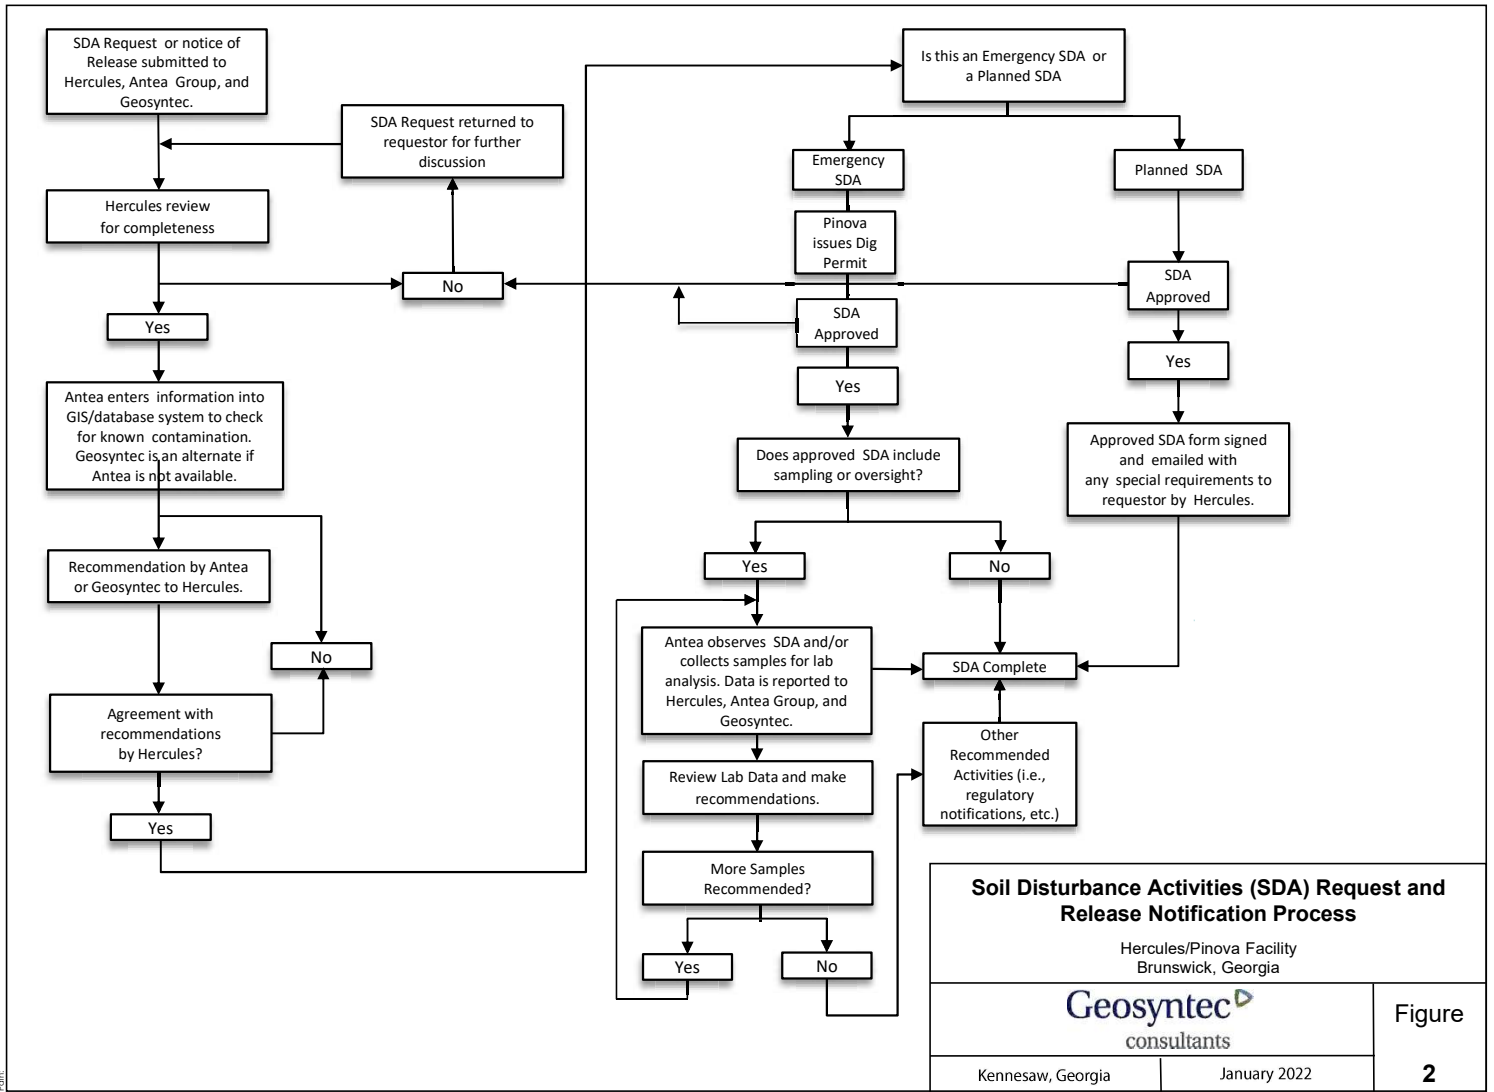 SDA Request or notice of
Release submitted to
Hercules, Antea Group, and
Geosyntec.
SDA Request returned to
requestor for further
discussion
Hercules review
for completeness
No
Yes
Antea enters information into
GIS/database system to check
for known contamination.
Geosyntec is an alternate if
Antea is not available.
Recommendation by Antea
or Geosyntec to Hercules.
No
Agreement with
recommendations
by Hercules?
Yes
Is this an Emergency SDA or
a Planned SDA
Emergency
SDA
Pinova
issues Dig
Permit
SDA
Approved
Yes
Planned SDA
SDA
Approved
Yes
Approved SDA form signed
and emailed with
any special requirements to
requestor by Hercules.
Does approved SDA include
sampling or oversight?
Yes
No
Antea observes SDA and/or
collects samples for lab
analysis. Data is reported to
Hercules, Antea Group, and
Geosyntec.
SDA Complete
Review Lab Data and make
recommendations.
Other
Recommended
Activities (i.e.,
regulatory
notifications, etc.)
More Samples
Recommended?
Yes
No
Soil Disturbance Activities (SDA) Request and
Release Notification Process
Hercules/Pinova Facility
Brunswick, Georgia
Geosyntec
consultants
Figure
2
Kennesaw, Georgia
January 2022